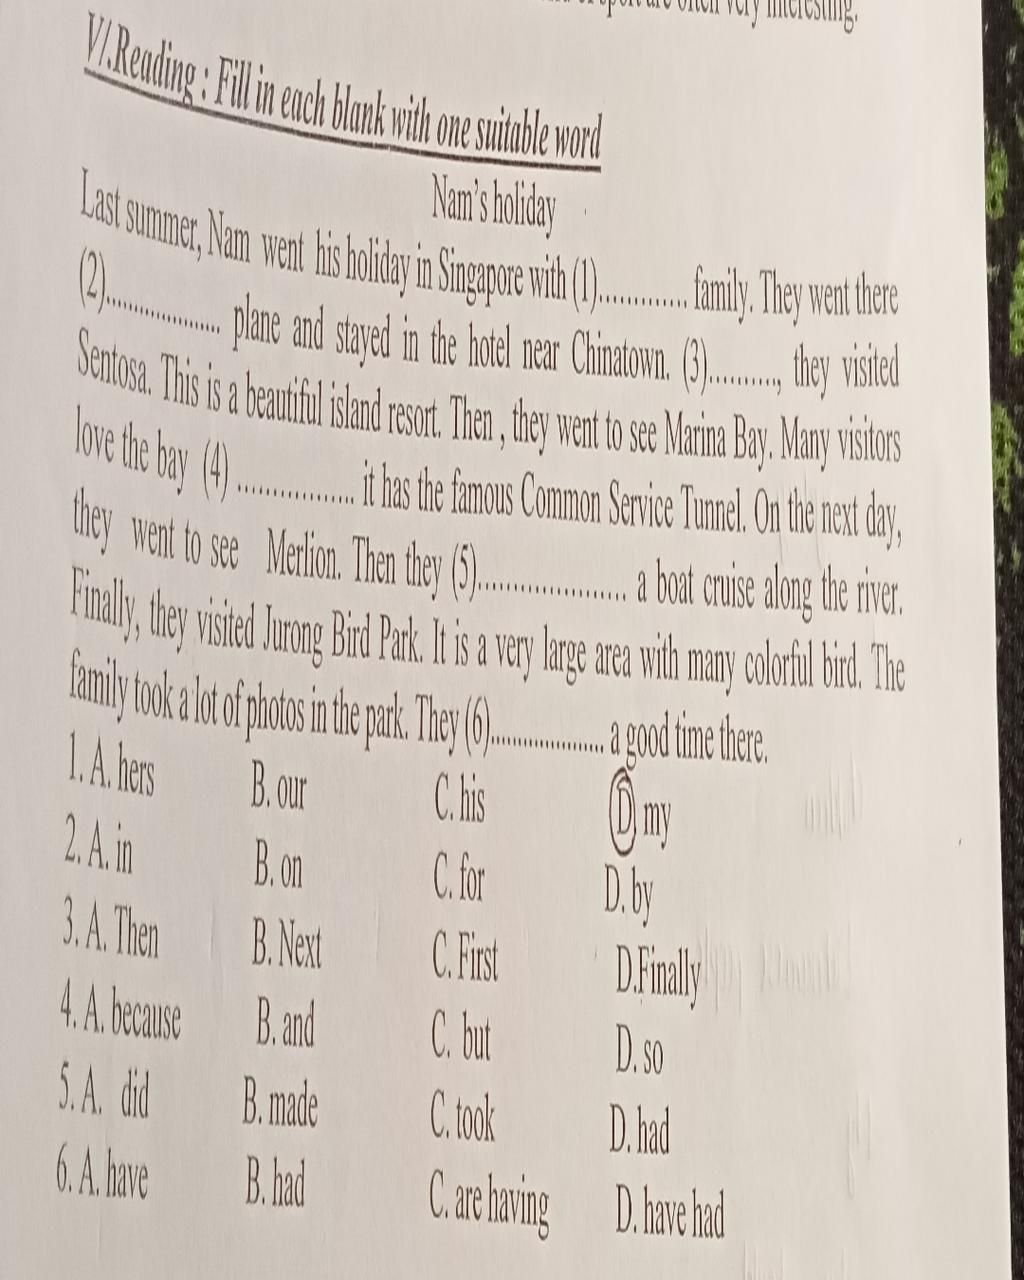 sport are often very interesting.
V/.Reading : Fill in each blank with one suitable word
Nam's holiday
Last summer, Nam went his holiday in Singapore with (1)............. family. They went there
(2)................... plane and stayed in the hotel near Chinatown. (3).........., they visited
Sentosa. This is a beautiful island resort. Then , they went to see Marina Bay. Many visitors
love the bay (4) .................. it has the famous Common Service Tunnel. On the next day,
they went to see Merlion. Then they (5)...................... a boat cruise along the river.
Finally, they visited Jurong Bird Park. It is a very large area with many colorful bird. The
family took a lot of photos in the park. They (6).................... a good time there.
1. A. hers B. our C. his D. my
2. A. in B. on C. for D. by
3. A. Then B. Next C. First D.Finally
4. A. because B. and C. but D. so
5. A. did B. made C. took D. had
6. A. have B. had C. are having D. have had